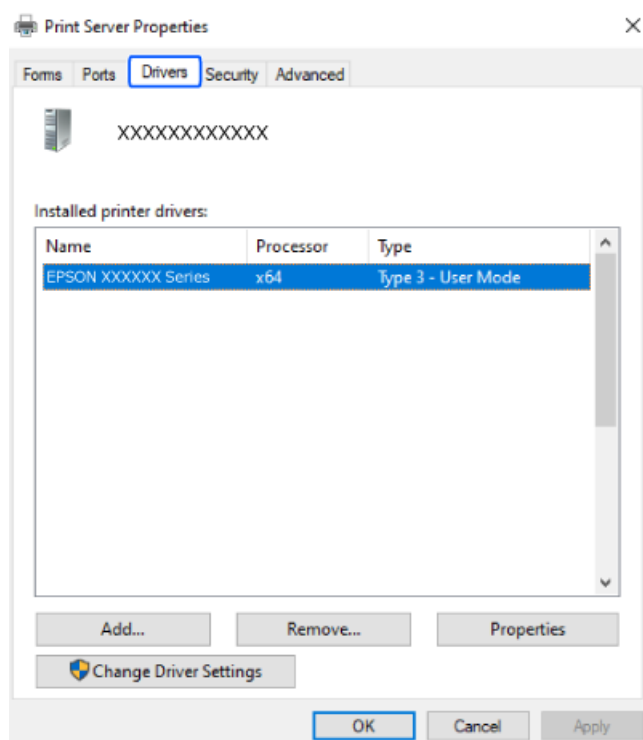 Print Server Properties
Forms Ports Drivers Security Advanced
XXXXXXXXXXXX
Installed printer drivers:
Name Processor Type
EPSON XXXXXX Series x64 Type 3 - User Mode
Add... Remove... Properties
Change Driver Settings
OK Cancel Apply